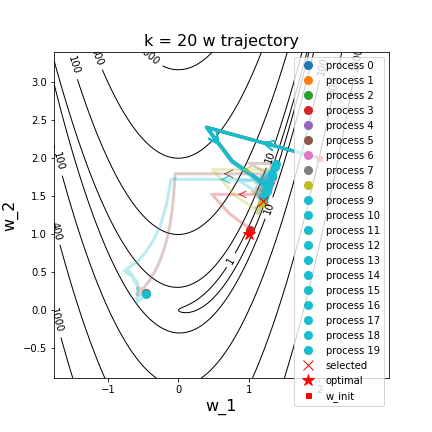 k = 20 w trajectory
w_2
3.0
2.5
2.0
1.5
1.0
0.5
0.0
−0.5
−1
0
1
2
w_1
100
100
100
400
1000
1
10
10
process 0
process 1
process 2
process 3
process 4
process 5
process 6
process 7
process 8
process 9
process 10
process 11
process 12
process 13
process 14
process 15
process 16
process 17
process 18
process 19
selected
optimal
w_init